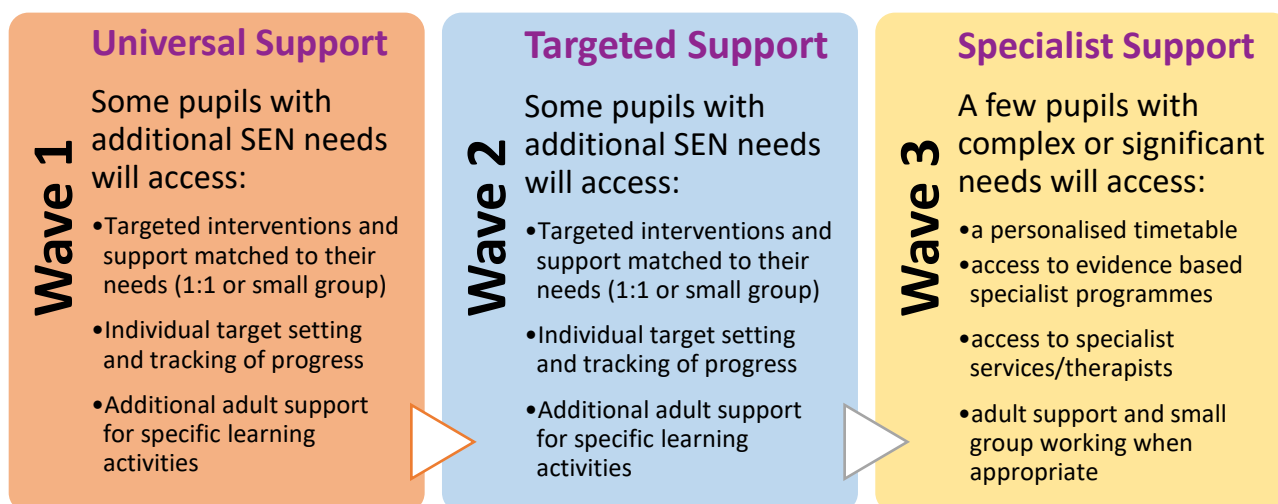 Wave 1
Universal Support
Some pupils with
additional SEN needs
will access:
•Targeted interventions and
support matched to their
needs (1:1 or small group)
•Individual target setting
and tracking of progress
•Additional adult support
for specific learning
activities
Wave 2
Targeted Support
Some pupils with
additional SEN needs
will access:
•Targeted interventions and
support matched to their
needs (1:1 or small group)
•Individual target setting
and tracking of progress
•Additional adult support
for specific learning
activities
Wave 3
Specialist Support
A few pupils with
complex or significant
needs will access:
•a personalised timetable
•access to evidence based
specialist programmes
•access to specialist
services/therapists
•adult support and small
group working when
appropriate